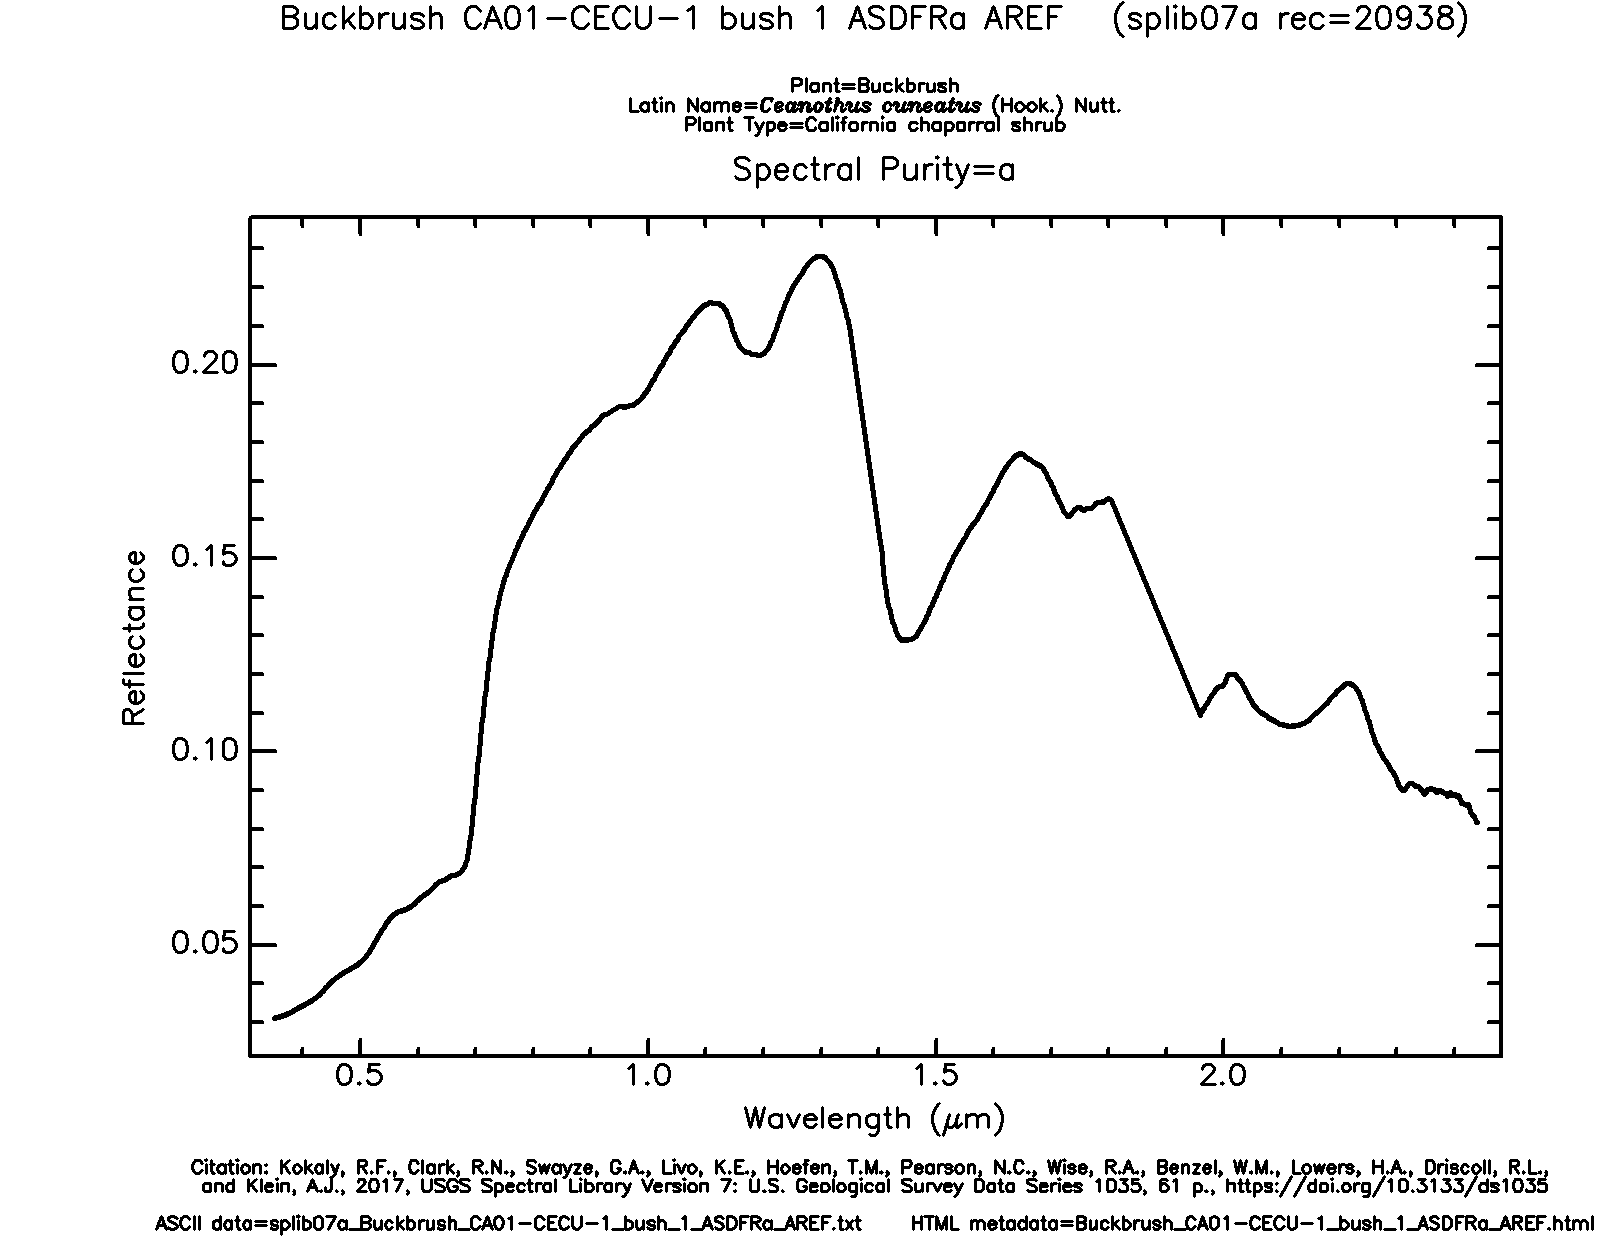 Buckbrush CA01-CECU-1 bush 1 ASDFRa AREF (splib07a rec=20938)
Plant=Buckbrush
Latin Name=Ceanothus cuneatus (Hook.) Nutt.
Plant Type=California chaparral shrub
Spectral Purity=a
0.20
0.15
0.10
0.05
Reflectance
0.5 1.0 1.5 2.0
Wavelength (μm)
Citation: Kokaly, R.F., Clark, R.N., Swayze, G.A., Livo, K.E., Hoefen, T.M., Pearson, N.C., Wise, R.A., Benzel, W.M., Lowers, H.A., Driscoll, R.L.,
and Klein, A.J., 2017, USGS Spectral Library Version 7: U.S. Geological Survey Data Series 1035, 61 p., https://doi.org/10.3133/ds1035
ASCII data=splib07a_Buckbrush_CA01-CECU-1_bush_1_ASDFRa_AREF.txt HTML metadata=Buckbrush_CA01-CECU-1_bush_1_ASDFRa_AREF.html